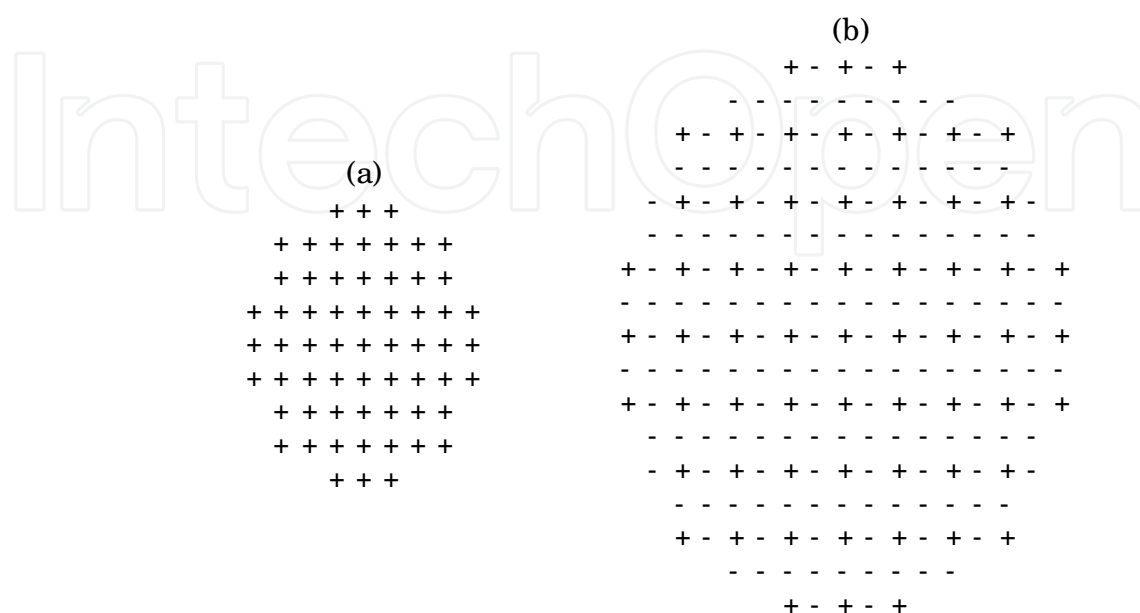 IntechOpen
(a)
+ + +
+ + + + + + +
+ + + + + + +
+ + + + + + + + +
+ + + + + + + + +
+ + + + + + + + +
+ + + + + + +
+ + + + + + +
+ + +
(b)
+ - + - +
- - - - - - - - -
+ - + - + - + - + - + - +
- - - - - - - - - - - - -
- + - + - + - + - + - + - + -
- - - - - - - - - - - - - - -
+ - + - + - + - + - + - + - + - +
- - - - - - - - - - - - - - - - -
+ - + - + - + - + - + - + - + - +
- - - - - - - - - - - - - - - - -
+ - + - + - + - + - + - + - + - +
- - - - - - - - - - - - - - -
- + - + - + - + - + - + - + -
- - - - - - - - - - - - -
+ - + - + - + - + - + - +
- - - - - - - - -
+ - + - +